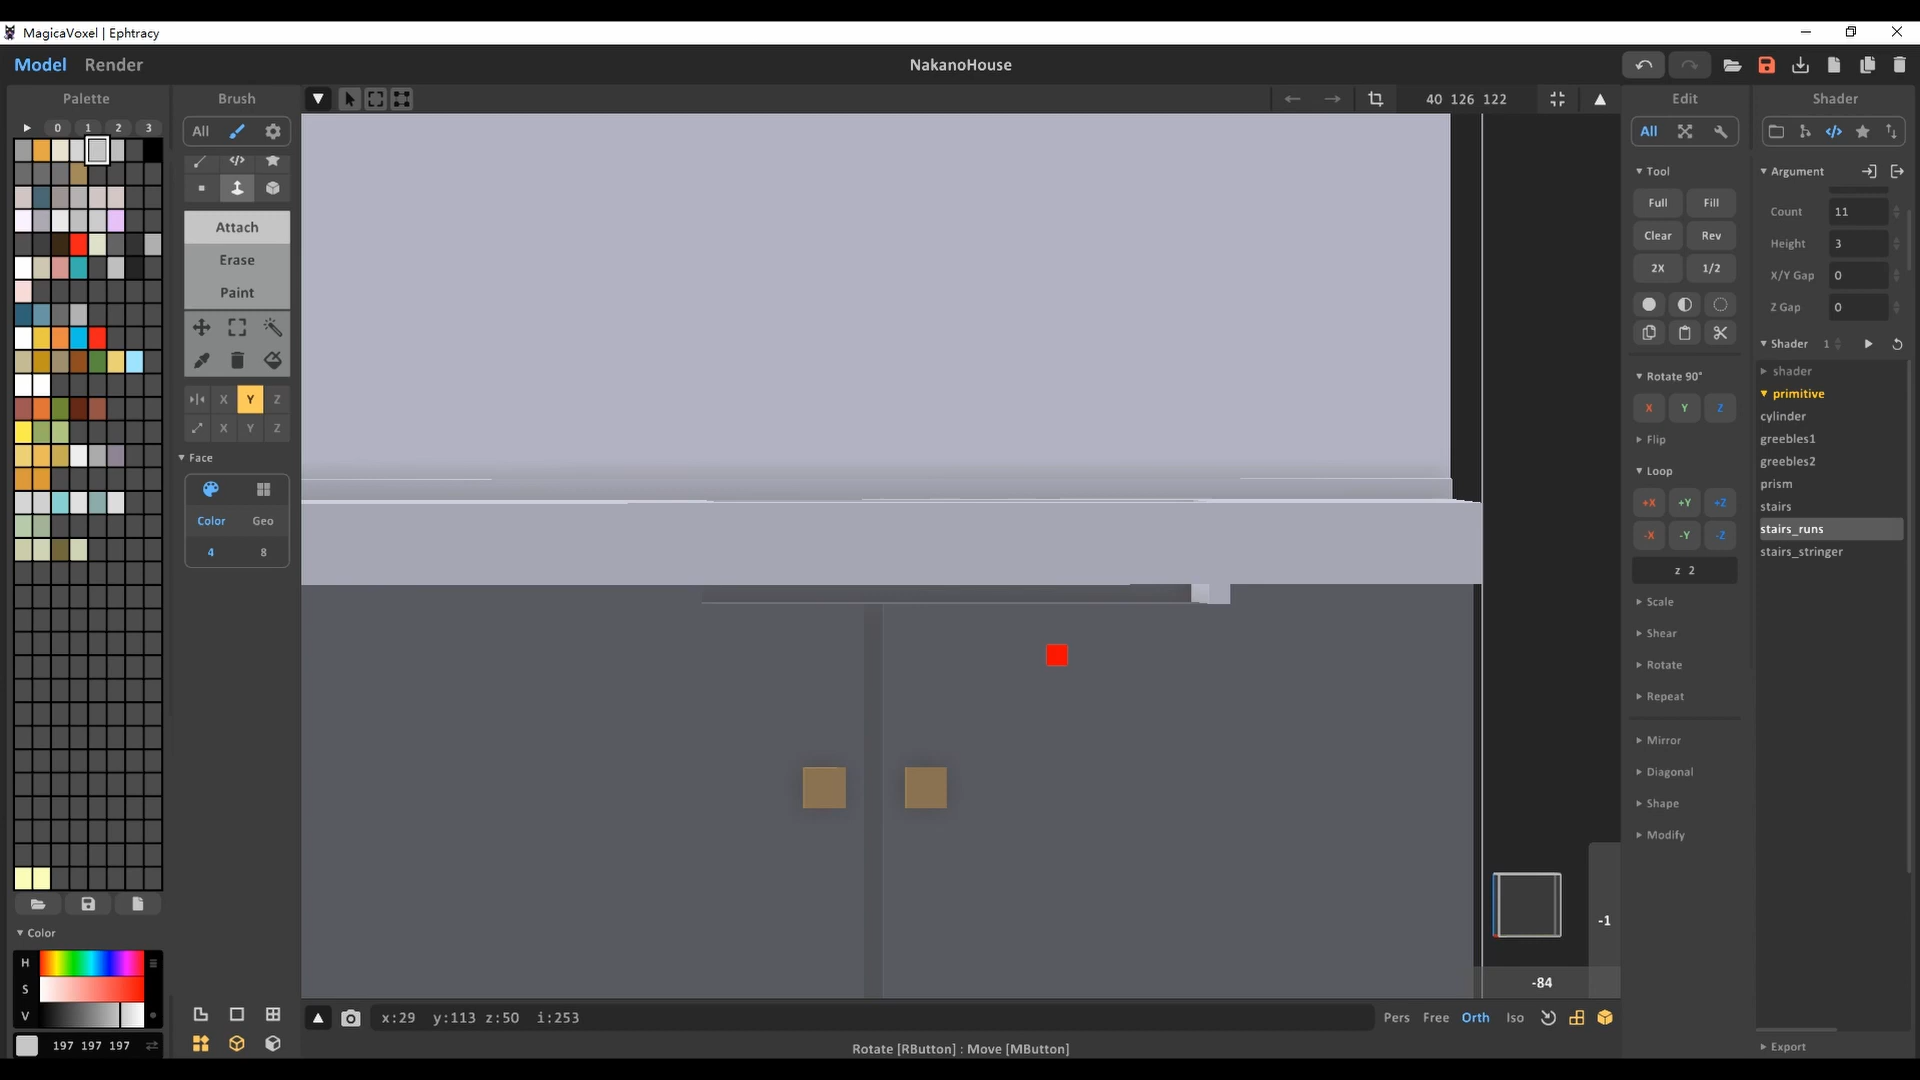 MagicaVoxel | Ephtracy
Model Render
NakanoHouse
Palette
Brush
40 126 122
Edit
Shader
0 1 2 3
All
All
Tool
Argument
Full Fill
Count 11
Attach
Clear Rev
Height 3
Erase
2X 1/2
X/Y Gap 0
Paint
Z Gap 0
Shader 1
Rotate 90°
shader
X Y Z
primitive
X Y Z
X Y Z
cylinder
Flip
greebles1
Face
greebles2
Loop
prism
+X +Y +Z
stairs
Color Geo
stairs_runs
-X -Y -Z
4 8
stairs_stringer
z 2
Scale
Shear
Rotate
Repeat
Mirror
Diagonal
Shape
Modify
-1
Color
H
-84
S
V
x:29 y:113 z:50 i:253
Pers Free Orth Iso
197 197 197
Rotate [RButton] : Move [MButton]
Export